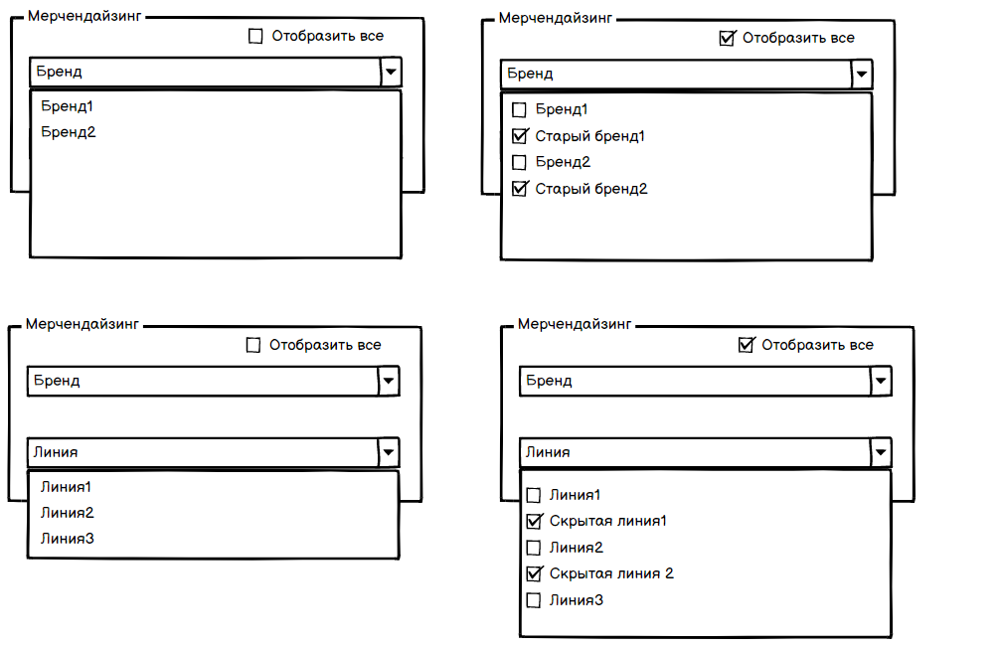 Мерчендайзинг
Отобразить все
Бренд
Бренд1
Бренд2
Мерчендайзинг
Отобразить все
Бренд
Бренд1
Старый бренд1
Бренд2
Старый бренд2
Мерчендайзинг
Отобразить все
Бренд
Линия
Линия1
Линия2
Линия3
Мерчендайзинг
Отобразить все
Бренд
Линия
Линия1
Скрытая линия1
Линия2
Скрытая линия 2
Линия3